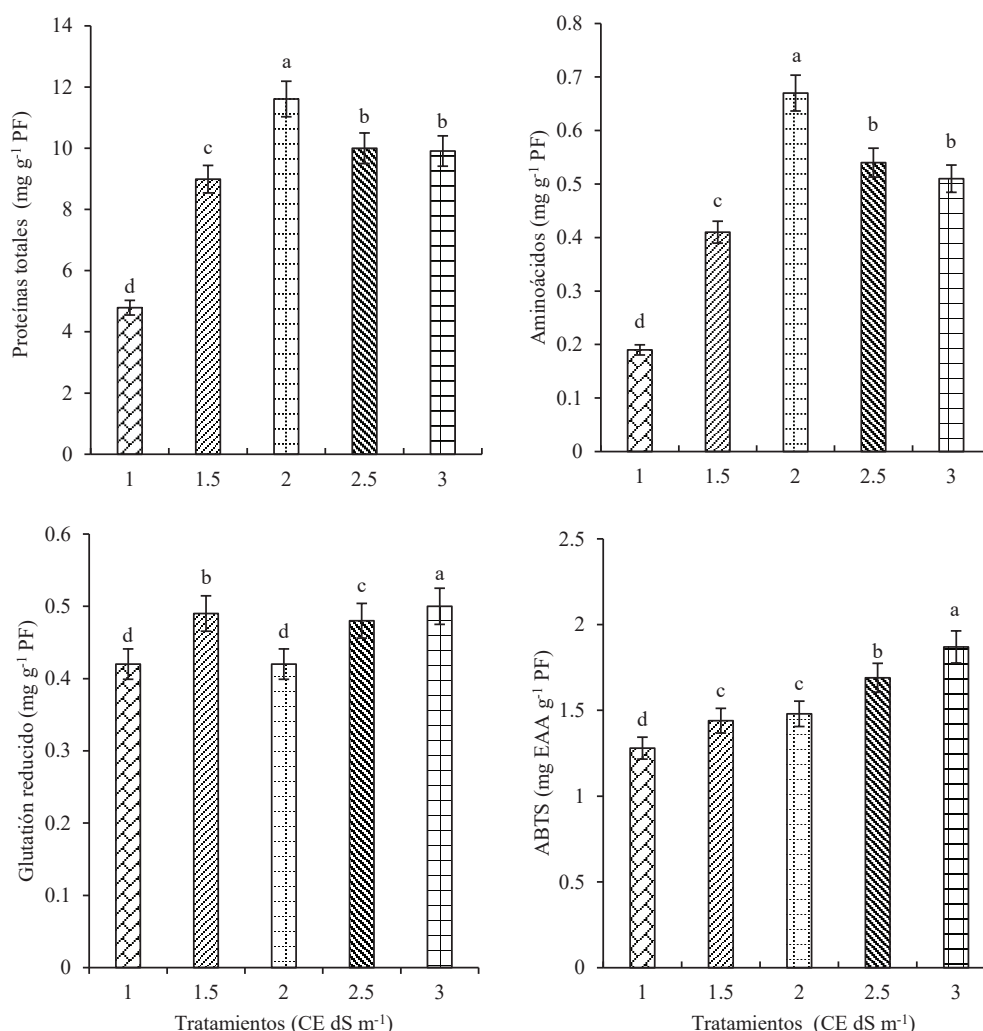 14
12
10
8
6
4
2
0
Proteínas totales (mg g-1 PF)
d
c
a
b
b
1 1.5 2 2.5 3
0.8
0.7
0.6
0.5
0.4
0.3
0.2
0.1
0
Aminoácidos (mg g-1 PF)
d
c
a
b
b
1 1.5 2 2.5 3
0.6
0.5
0.4
0.3
0.2
0.1
0
Glutatión reducido (mg g-1 PF)
d
b
d
c
a
1 1.5 2 2.5 3
Tratamientos (CE dS m-1)
2.5
2
1.5
1
0.5
0
ABTS (mg EAA g-1 PF)
d
c
c
b
a
1 1.5 2 2.5 3
Tratamientos (CE dS m-1)